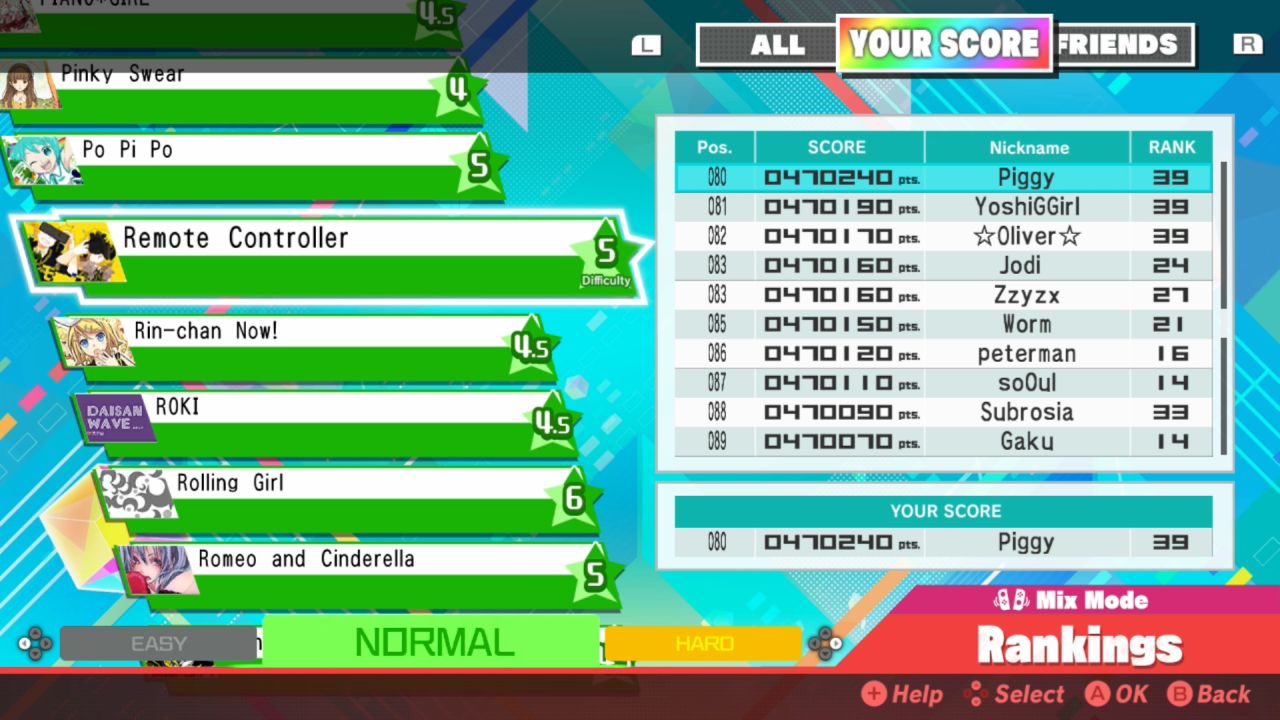 PIANO*GIRL
4.5
Pinky Swear
4
Po Pi Po
5
Remote Controller
5
Difficulty
Rin-chan Now!
4.5
DAISAN
WAVE
ROKI
4.5
Rolling Girl
6
Romeo and Cinderella
5
EASY
NORMAL
HARD
L
ALL
YOUR SCORE
FRIENDS
R
Pos. SCORE Nickname RANK
080 0470240 pts. Piggy 39
081 0470190 pts. YoshiGGirl 39
082 0470170 pts. ☆Oliver☆ 39
083 0470160 pts. Jodi 24
083 0470160 pts. Zzyzx 27
085 0470150 pts. Worm 21
086 0470120 pts. peterman 16
087 0470110 pts. so0ul 14
088 0470090 pts. Subrosia 33
089 0470070 pts. Gaku 14
YOUR SCORE
080 0470240 pts. Piggy 39
Mix Mode
Rankings
+ Help Select A OK B Back